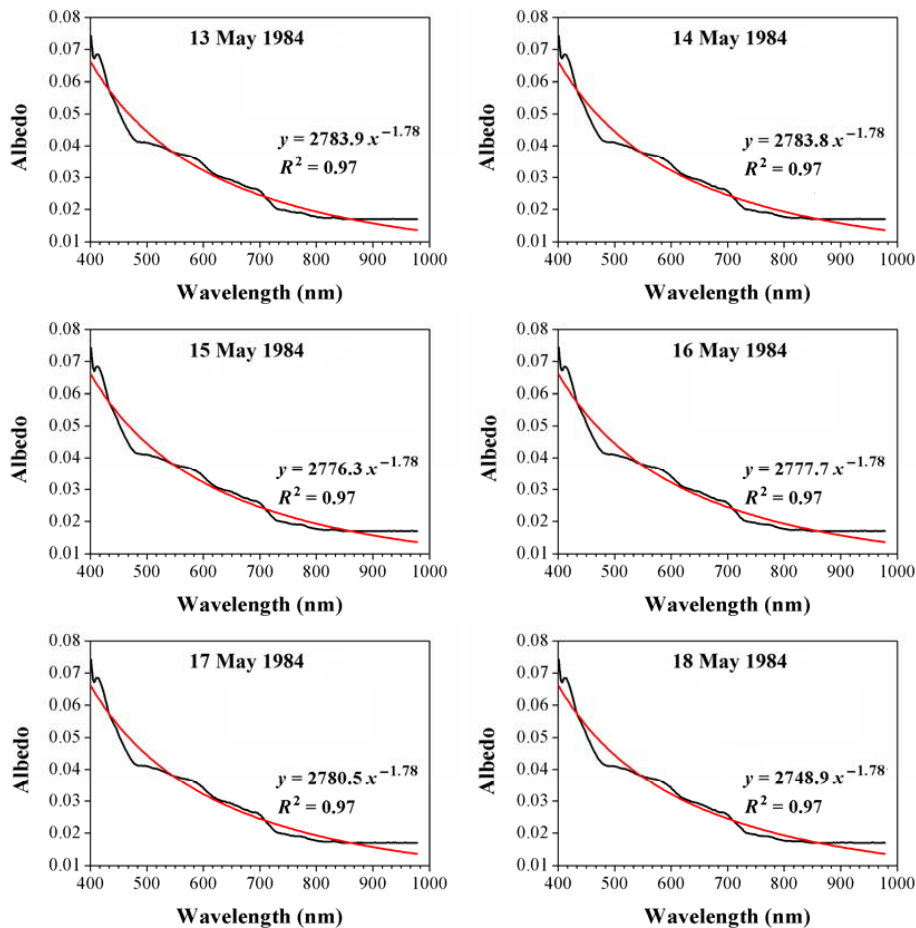 13 May 1984
y = 2783.9 x^−1.78
R² = 0.97
0.08
0.07
0.06
0.05
0.04
0.03
0.02
0.01
Albedo
400 500 600 700 800 900 1000
Wavelength (nm)
14 May 1984
y = 2783.8 x^−1.78
R² = 0.97
0.08
0.07
0.06
0.05
0.04
0.03
0.02
0.01
Albedo
400 500 600 700 800 900 1000
Wavelength (nm)
15 May 1984
y = 2776.3 x^−1.78
R² = 0.97
0.08
0.07
0.06
0.05
0.04
0.03
0.02
0.01
Albedo
400 500 600 700 800 900 1000
Wavelength (nm)
16 May 1984
y = 2777.7 x^−1.78
R² = 0.97
0.08
0.07
0.06
0.05
0.04
0.03
0.02
0.01
Albedo
400 500 600 700 800 900 1000
Wavelength (nm)
17 May 1984
y = 2780.5 x^−1.78
R² = 0.97
0.08
0.07
0.06
0.05
0.04
0.03
0.02
0.01
Albedo
400 500 600 700 800 900 1000
Wavelength (nm)
18 May 1984
y = 2748.9 x^−1.78
R² = 0.97
0.08
0.07
0.06
0.05
0.04
0.03
0.02
0.01
Albedo
400 500 600 700 800 900 1000
Wavelength (nm)